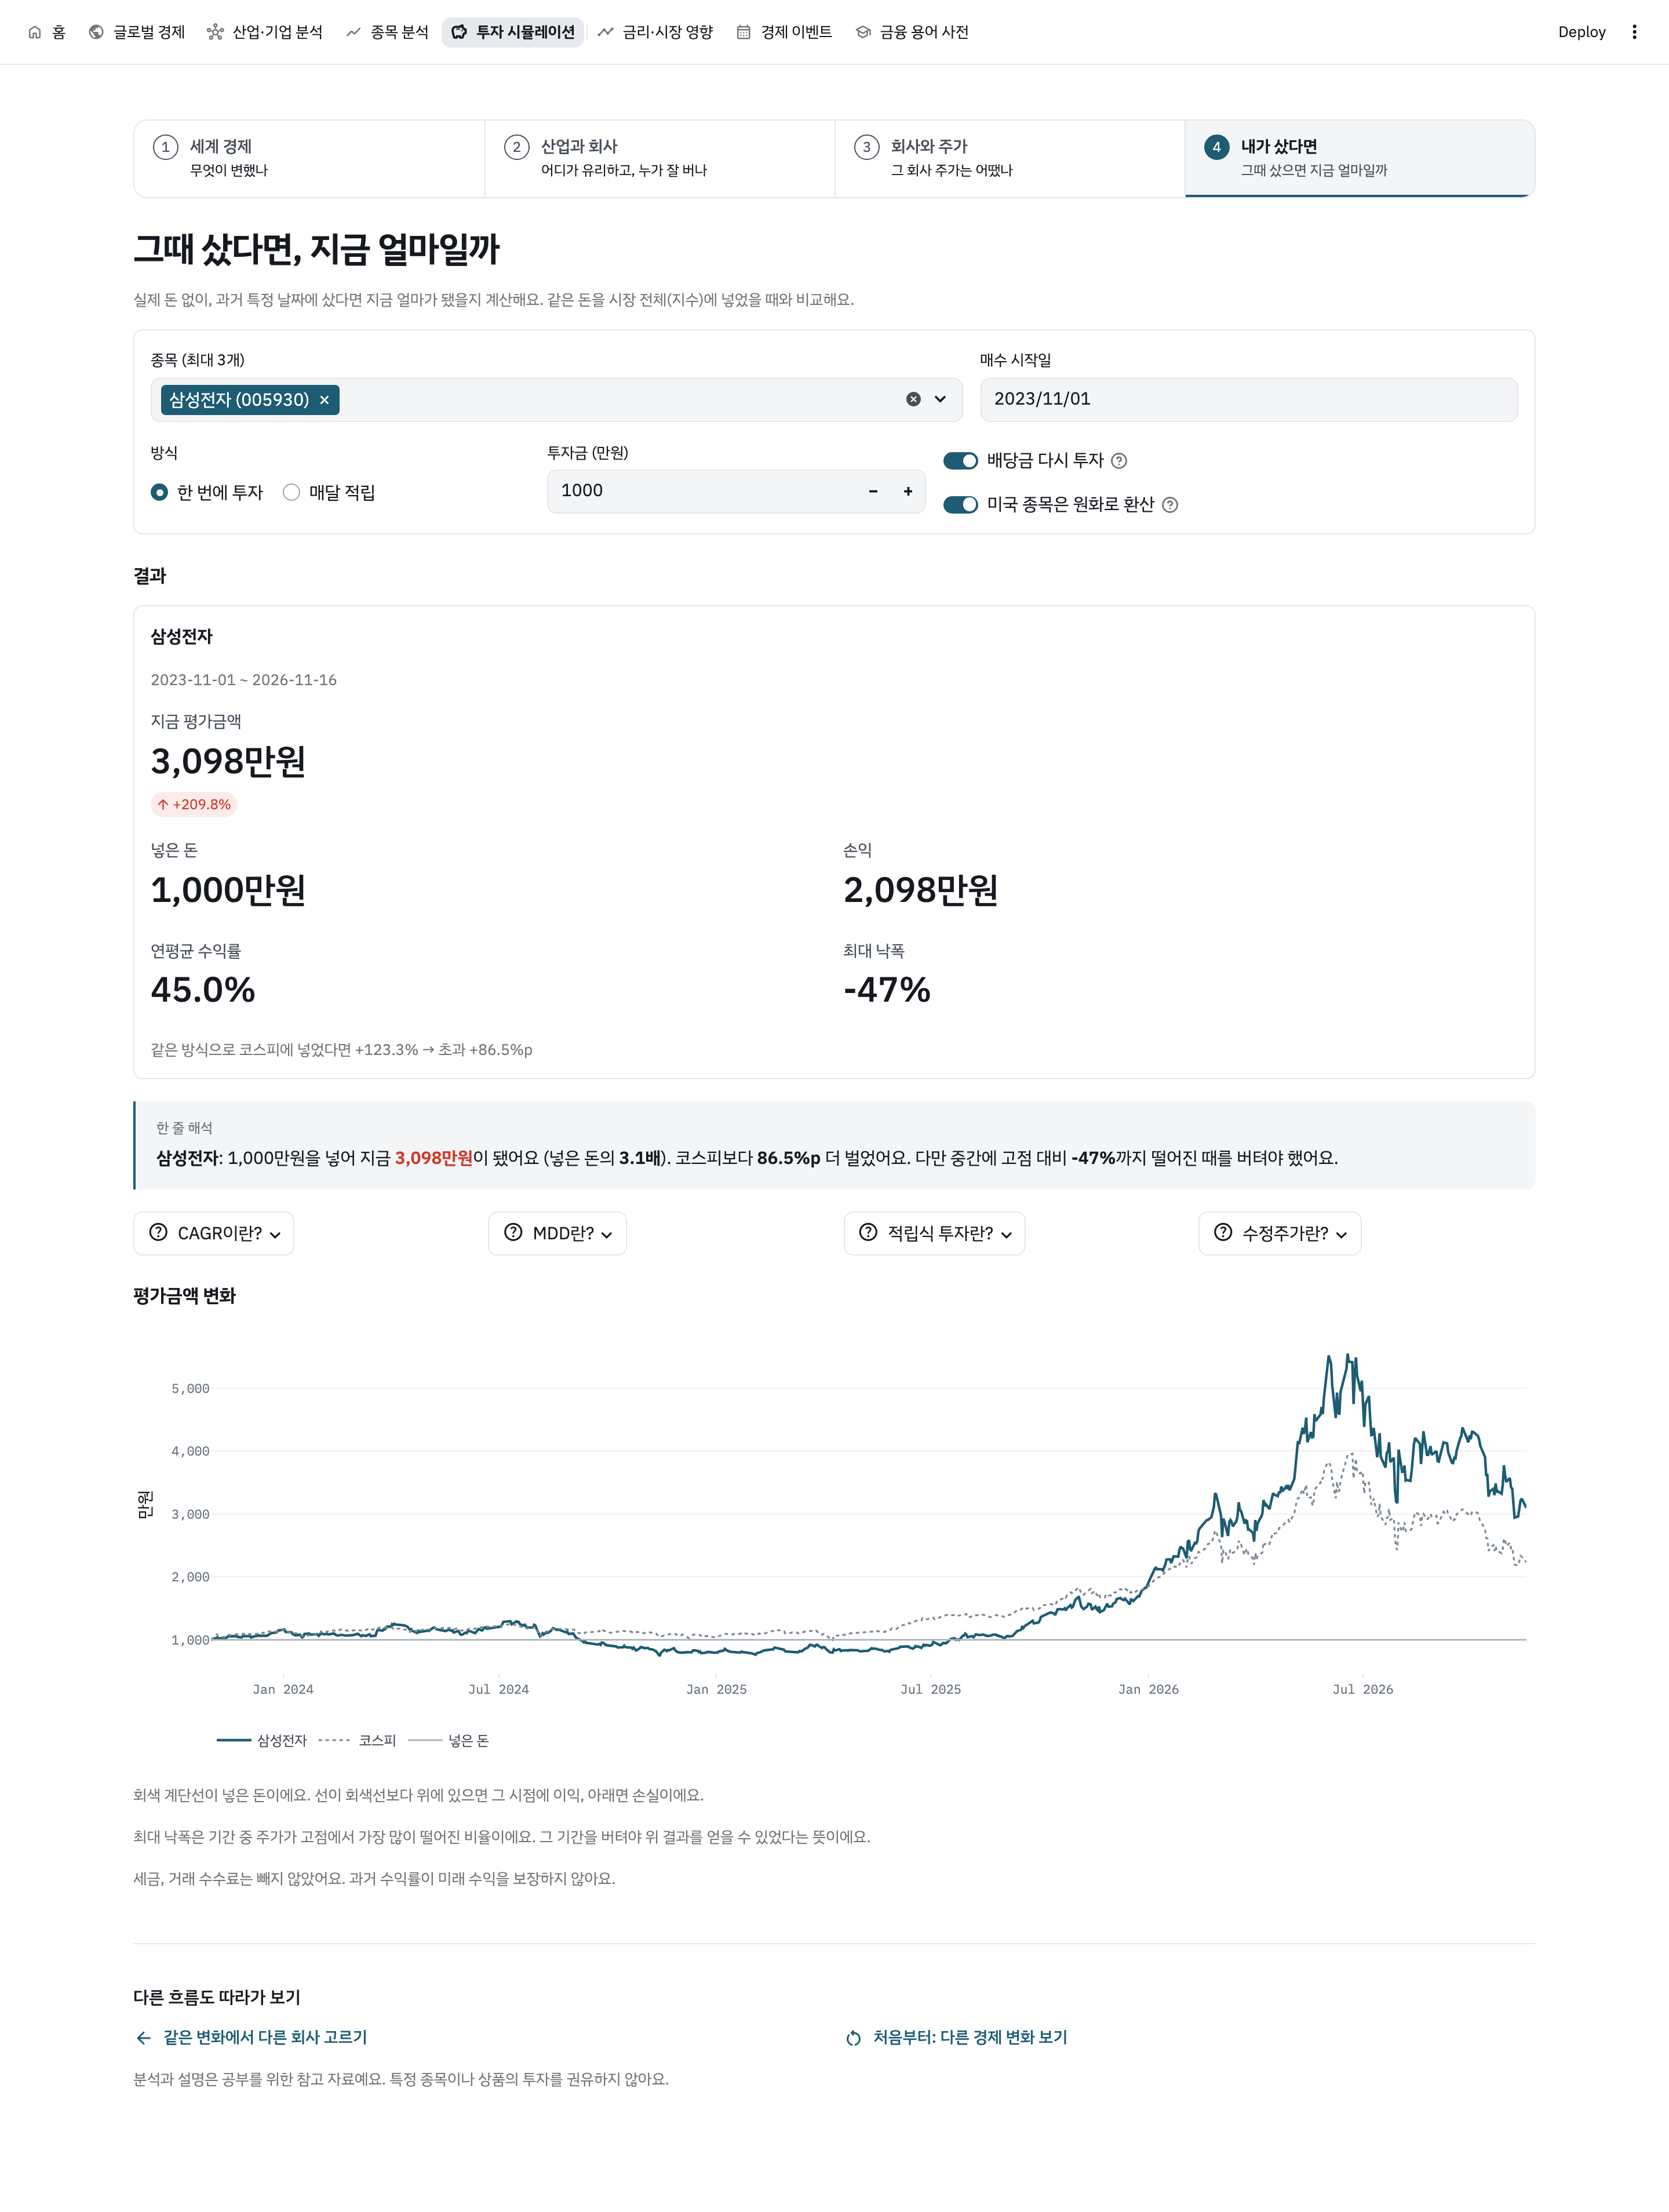 홈
글로벌 경제
산업·기업 분석
종목 분석
투자 시뮬레이션
금리·시장 영향
경제 이벤트
금융 용어 사전
Deploy
1 세계 경제
무엇이 변했나
2 산업과 회사
어디가 유리하고, 누가 잘 버나
3 회사와 주가
그 회사 주가는 어땠나
4 내가 샀다면
그때 샀으면 지금 얼마일까
그때 샀다면, 지금 얼마일까
실제 돈 없이, 과거 특정 날짜에 샀다면 지금 얼마가 됐을지 계산해요. 같은 돈을 시장 전체(지수)에 넣었을 때와 비교해요.
종목 (최대 3개)
삼성전자 (005930)
매수 시작일
2023/11/01
방식
한 번에 투자
매달 적립
투자금 (만원)
1000
배당금 다시 투자
미국 종목은 원화로 환산
결과
삼성전자
2023-11-01 ~ 2026-11-16
지금 평가금액
3,098만원
↑ +209.8%
넣은 돈
1,000만원
손익
2,098만원
연평균 수익률
45.0%
최대 낙폭
-47%
같은 방식으로 코스피에 넣었다면 +123.3% → 초과 +86.5%p
한 줄 해석
삼성전자: 1,000만원을 넣어 지금 3,098만원이 됐어요 (넣은 돈의 3.1배). 코스피보다 86.5%p 더 벌었어요. 다만 중간에 고점 대비 -47%까지 떨어진 때를 버텨야 했어요.
CAGR이란?
MDD란?
적립식 투자란?
수정주가란?
평가금액 변화
만원
5,000
4,000
3,000
2,000
1,000
Jan 2024
Jul 2024
Jan 2025
Jul 2025
Jan 2026
Jul 2026
삼성전자
코스피
넣은 돈
회색 계단선이 넣은 돈이에요. 선이 회색선보다 위에 있으면 그 시점에 이익, 아래면 손실이에요.
최대 낙폭은 기간 중 주가가 고점에서 가장 많이 떨어진 비율이에요. 그 기간을 버텨야 위 결과를 얻을 수 있었다는 뜻이에요.
세금, 거래 수수료는 빼지 않았어요. 과거 수익률이 미래 수익을 보장하지 않아요.
다른 흐름도 따라가 보기
같은 변화에서 다른 회사 고르기
처음부터: 다른 경제 변화 보기
분석과 설명은 공부를 위한 참고 자료예요. 특정 종목이나 상품의 투자를 권유하지 않아요.